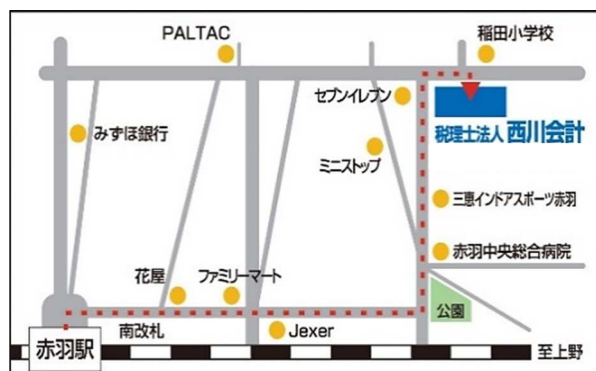 PALTAC
稲田小学校
セブンイレブン
税理士法人 西川会計
みずほ銀行
ミニストップ
三恵インドアスポーツ赤羽
赤羽中央総合病院
花屋
ファミリーマート
公園
南改札
Jexer
赤羽駅
至上野